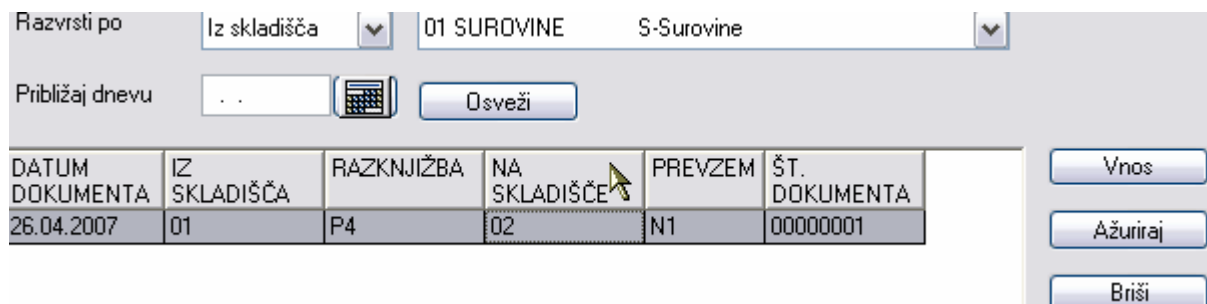 Razvrsti po Iz skladišča 01 SUROVINE S-Surovine
Približaj dnevu . . Osveži
DATUM DOKUMENTA IZ SKLADIŠČA RAZKNJIŽBA NA SKLADIŠČE PREVZEM ŠT. DOKUMENTA
26.04.2007 01 P4 02 N1 00000001
Vnos
Ažuriraj
Briši